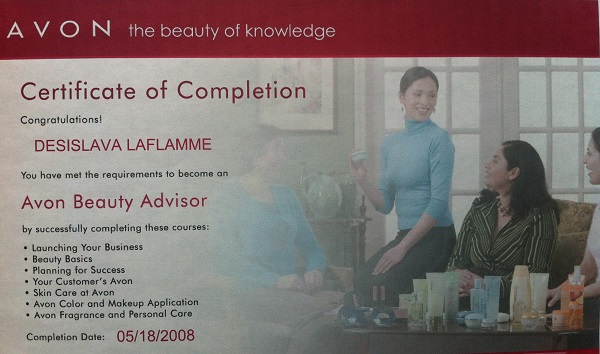 AVON the beauty of knowledge
Certificate of Completion
Congratulations!
DESISLAVA LAFLAMME
You have met the requirements to become an
Avon Beauty Advisor
by successfully completing these courses:
• Launching Your Business
• Beauty Basics
• Planning for Success
• Your Customer's Avon
• Skin Care at Avon
• Avon Color and Makeup Application
• Avon Fragrance and Personal Care
Completion Date: 05/18/2008